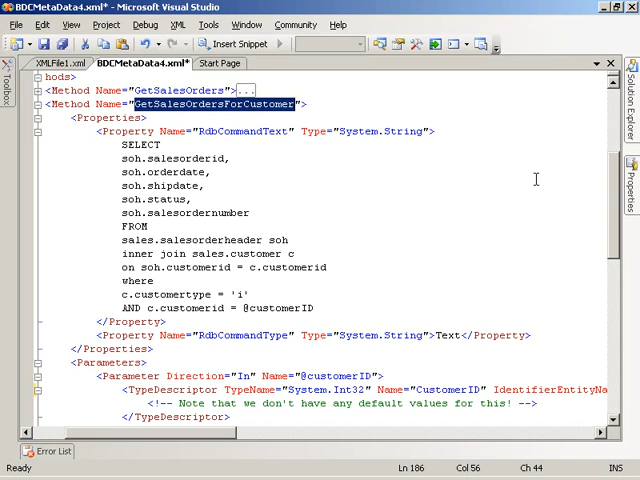 BDCMetaData4.xml* - Microsoft Visual Studio
File Edit View Project Debug XML Tools Window Community Help
Insert Snippet
XMLFile1.xml BDCMetaData4.xml* Start Page
Toolbox
Solution Explorer
Properties
hods>
<Method Name="GetSalesOrders">...
<Method Name="GetSalesOrdersForCustomer">
<Properties>
<Property Name="RdbCommandText" Type="System.String">
SELECT
soh.salesorderid,
soh.orderdate,
soh.shipdate,
soh.status,
soh.salesordernumber
FROM
sales.salesorderheader soh
inner join sales.customer c
on soh.customerid = c.customerid
where
c.customertype = 'i'
AND c.customerid = @customerID
</Property>
<Property Name="RdbCommandType" Type="System.String">Text</Property>
</Properties>
<Parameters>
<Parameter Direction="In" Name="@customerID">
<TypeDescriptor TypeName="System.Int32" Name="CustomerID" IdentifierEntityNa
<!-- Note that we don't have any default values for this! -->
</TypeDescriptor>
Error List
Ready Ln 186 Col 56 Ch 44 INS